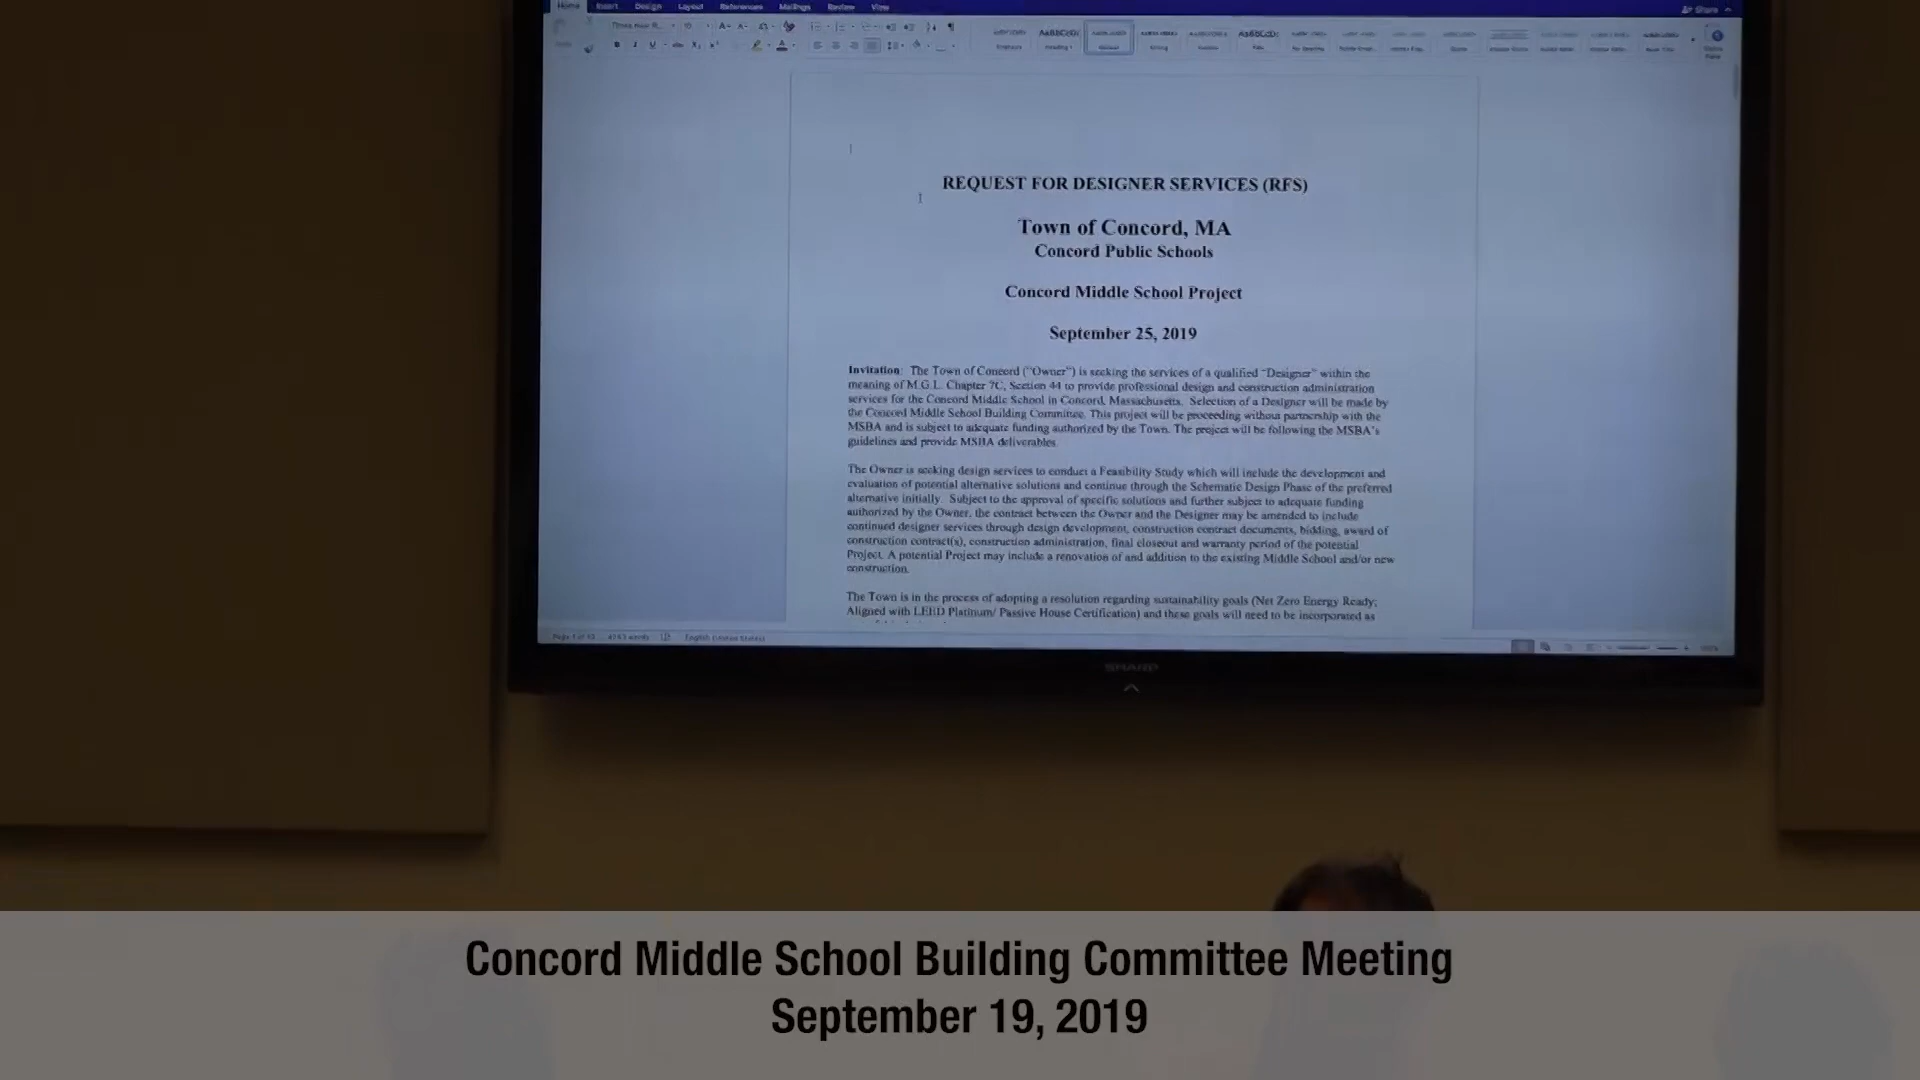 Home Insert Design Layout References Mailings Review View Share
REQUEST FOR DESIGNER SERVICES (RFS)
Town of Concord, MA
Concord Public Schools
Concord Middle School Project
September 25, 2019
Invitation: The Town of Concord ("Owner") is seeking the services of a qualified "Designer" within the
meaning of M.G.L. Chapter 7C, Section 44 to provide professional design and construction administration
services for the Concord Middle School in Concord, Massachusetts. Selection of a Designer will be made by
the Concord Middle School Building Committee. This project will be proceeding without partnership with the
MSBA and is subject to adequate funding authorized by the Town. The project will be following the MSBA's
guidelines and provide MSBA deliverables.
The Owner is seeking design services to conduct a Feasibility Study which will include the development and
evaluation of potential alternative solutions and continue through the Schematic Design Phase of the preferred
alternative initially. Subject to the approval of specific solutions and further subject to adequate funding
authorized by the Owner, the contract between the Owner and the Designer may be amended to include
continued designer services through design development, construction contract documents, bidding, award of
construction contract(s), construction administration, final closeout and warranty period of the potential
Project. A potential Project may include a renovation of and addition to the existing Middle School and/or new
construction.
The Town is in the process of adopting a resolution regarding sustainability goals (Net Zero Energy Ready;
Aligned with LEED Platinum/ Passive House Certification) and these goals will need to be incorporated as
English (United States)
SHARP
Concord Middle School Building Committee Meeting
September 19, 2019